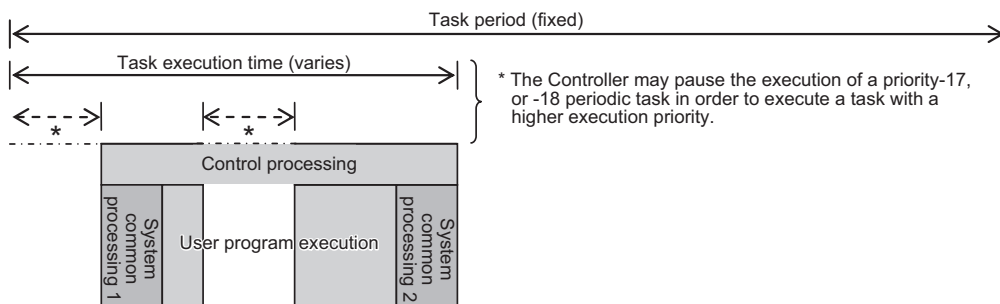 Task period (fixed)
Task execution time (varies)
* The Controller may pause the execution of a priority-17,
or -18 periodic task in order to execute a task with a
higher execution priority.
*
*
Control processing
System
common
processing 1
User program execution
System
common
processing 2